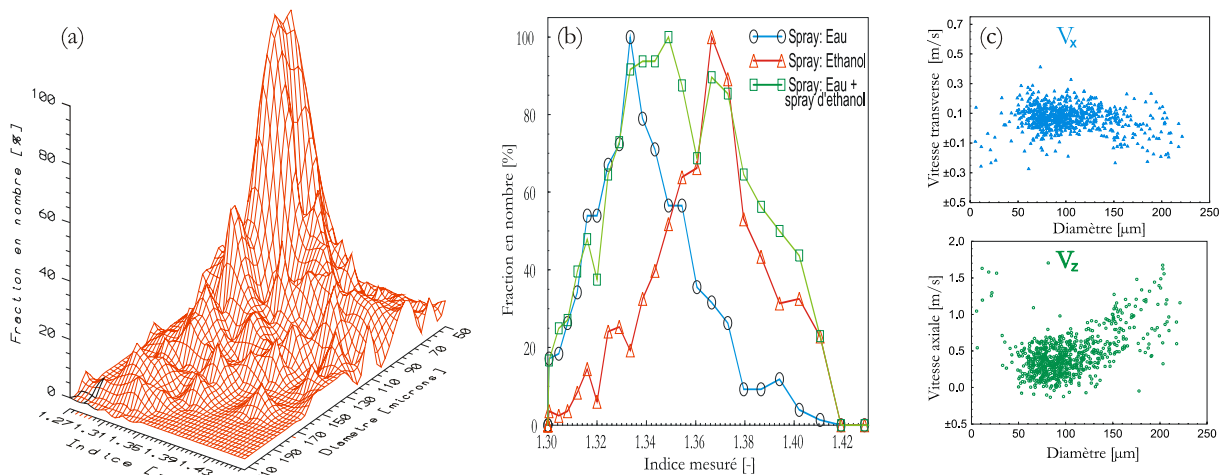 (a)
Fraction en nombre [%]
100
80
60
40
20
0
1.27 1.31 1.35 1.39 1.43
Indice
10 190 170 150 130 110 90 70 50
Diamètre [microns]
(b)
Spray: Eau
Spray: Ethanol
Spray: Eau +
spray d'ethanol
Fraction en nombre [%]
100
80
60
40
20
0
1.30 1.32 1.34 1.36 1.38 1.40 1.42
Indice mesuré [-]
(c)
Vx
Vitesse transverse [m/s]
0.7
0.3
0.1
±0.1
±0.3
±0.5
0 50 100 150 200 250
Diamètre [µm]
Vz
Vitesse axiale [m/s]
2.0
1.5
1.0
0.5
0.0
±0.5
0 50 100 150 200 250
Diamètre [µm]